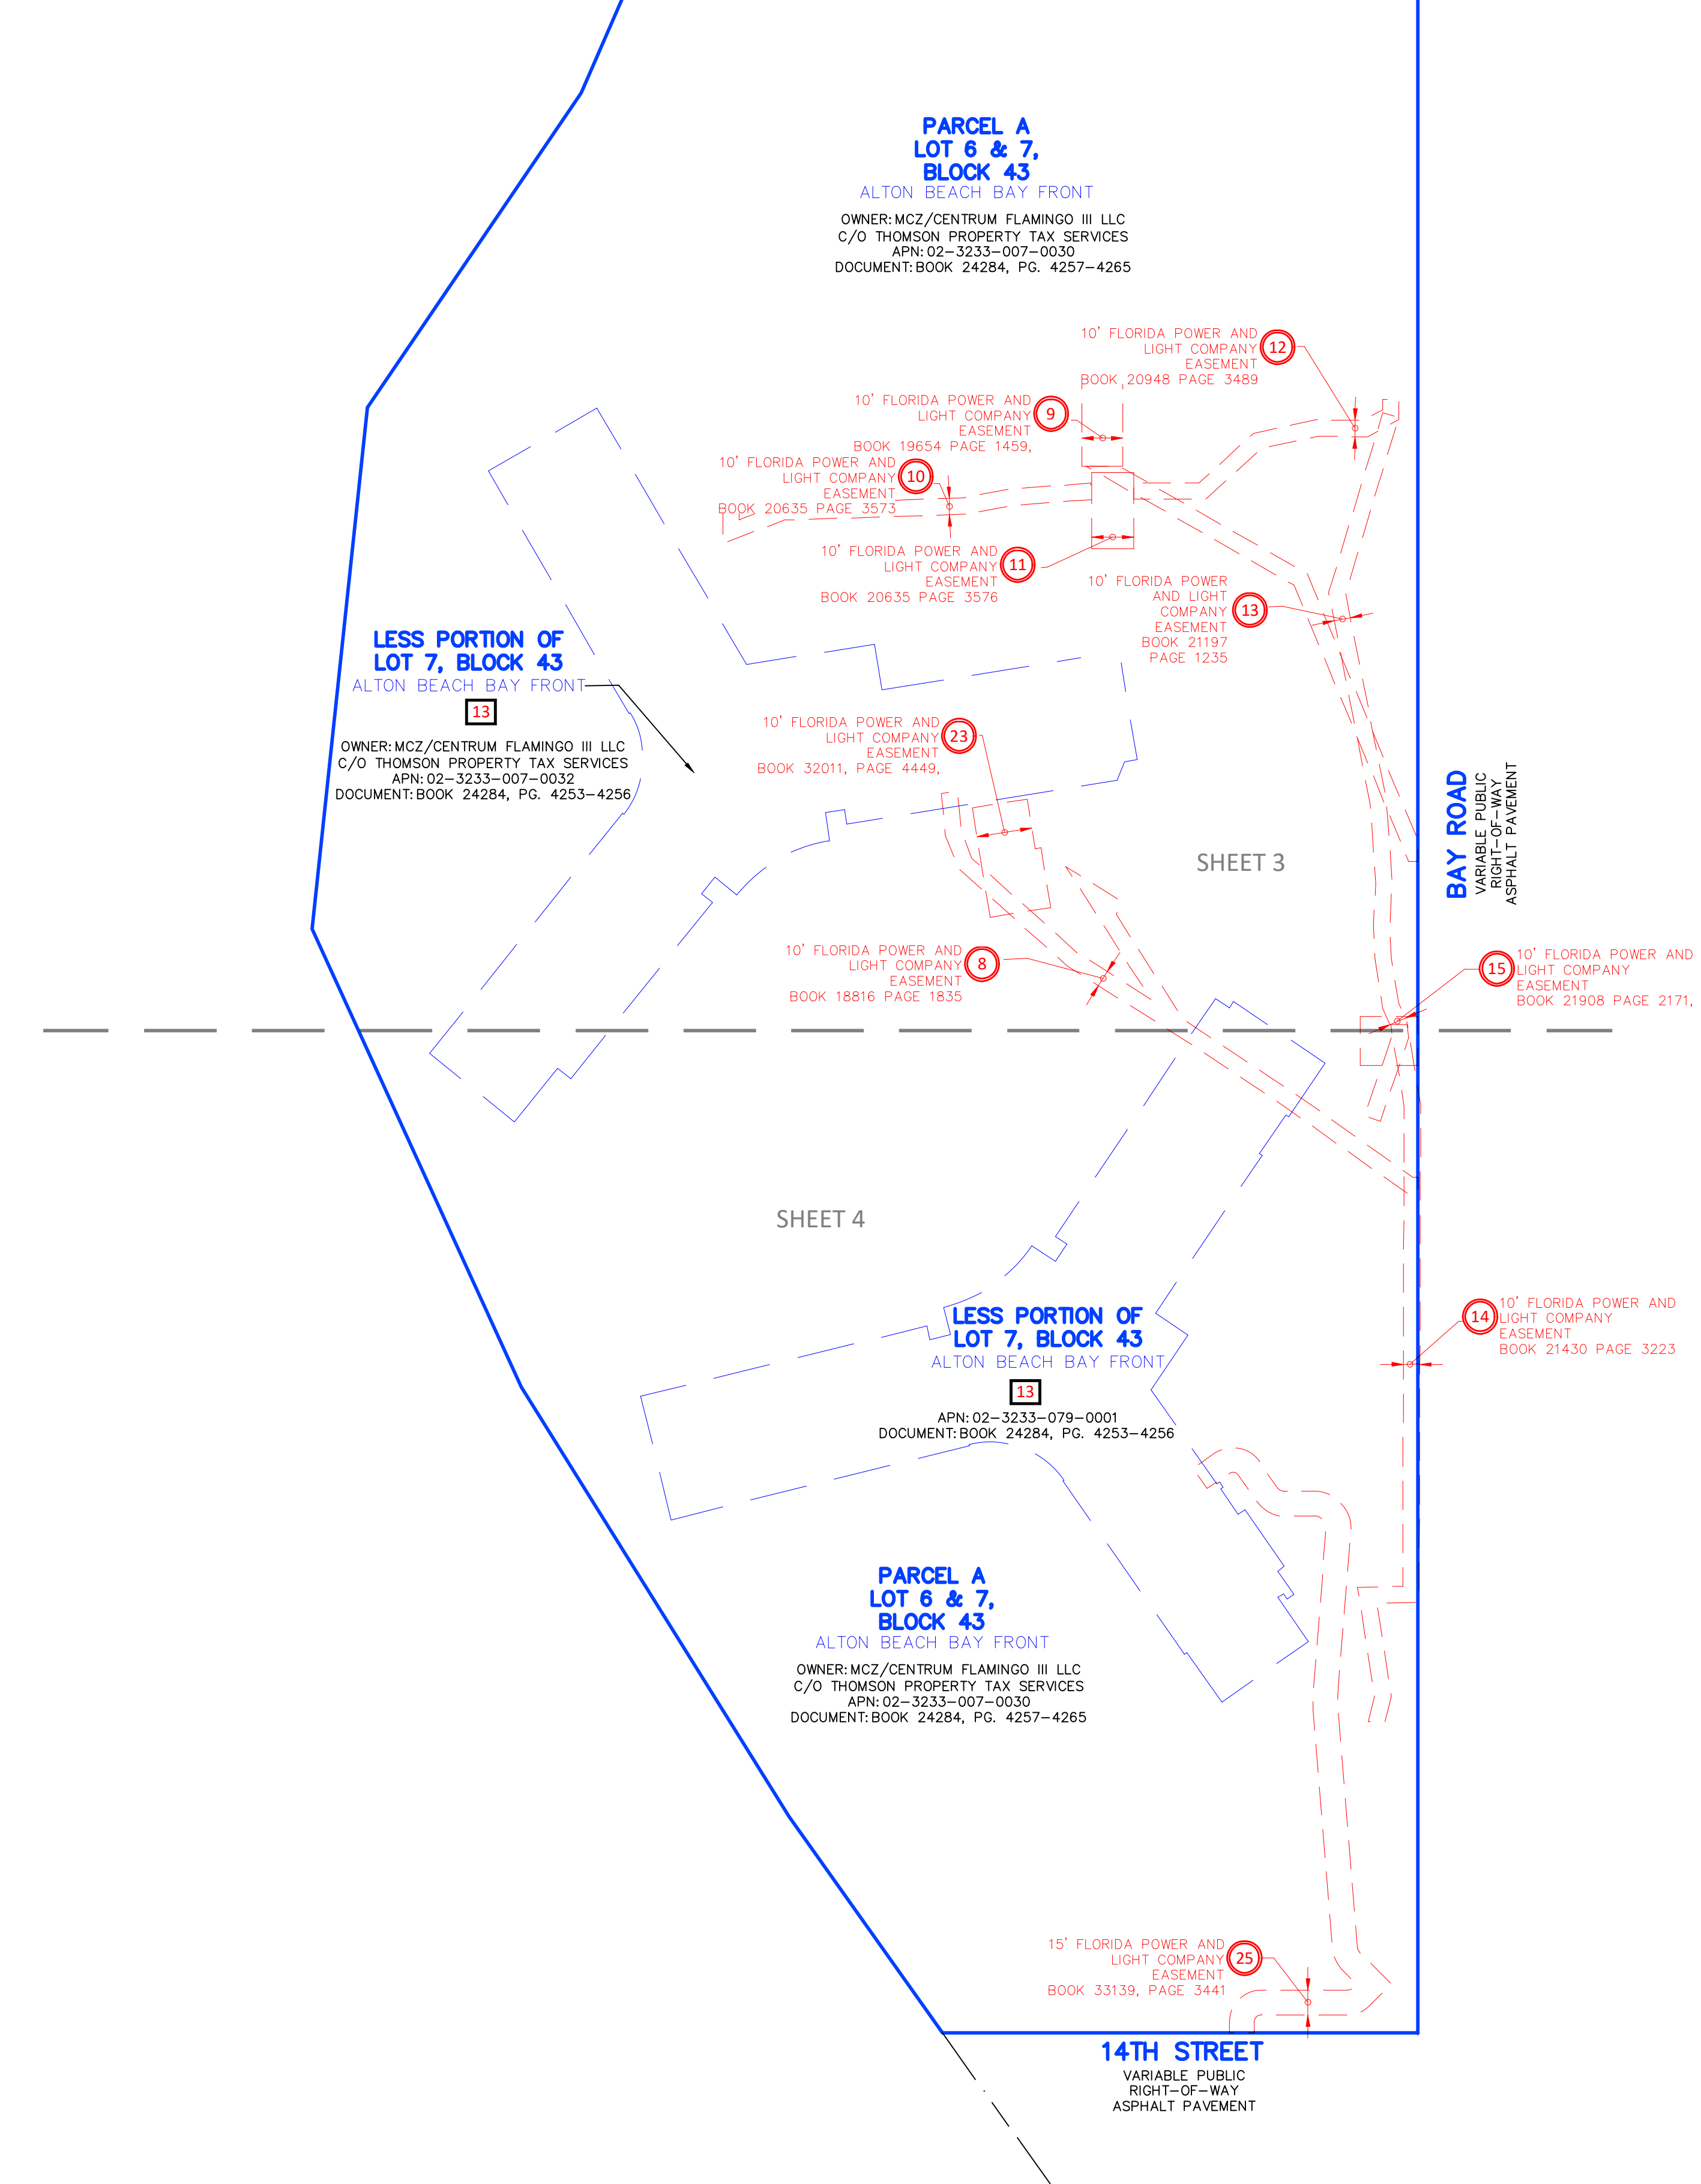 PARCEL A
LOT 6 & 7,
BLOCK 43
ALTON BEACH BAY FRONT
OWNER: MCZ/CENTRUM FLAMINGO III LLC
C/O THOMSON PROPERTY TAX SERVICES
APN: 02-3233-007-0030
DOCUMENT: BOOK 24284, PG. 4257-4265
10' FLORIDA POWER AND
LIGHT COMPANY
EASEMENT
BOOK 20948 PAGE 3489
12
10' FLORIDA POWER AND
LIGHT COMPANY
EASEMENT
BOOK 19654 PAGE 1459,
9
10' FLORIDA POWER AND
LIGHT COMPANY
EASEMENT
BOOK 20635 PAGE 3573
10
10' FLORIDA POWER AND
LIGHT COMPANY
EASEMENT
BOOK 20635 PAGE 3576
11
10' FLORIDA POWER
AND LIGHT
COMPANY
EASEMENT
BOOK 21197
PAGE 1235
13
LESS PORTION OF
LOT 7, BLOCK 43
ALTON BEACH BAY FRONT
13
OWNER: MCZ/CENTRUM FLAMINGO III LLC
C/O THOMSON PROPERTY TAX SERVICES
APN: 02-3233-007-0032
DOCUMENT: BOOK 24284, PG. 4253-4256
10' FLORIDA POWER AND
LIGHT COMPANY
EASEMENT
BOOK 32011, PAGE 4449,
23
SHEET 3
BAY ROAD
VARIABLE PUBLIC
RIGHT-OF-WAY
ASPHALT PAVEMENT
10' FLORIDA POWER AND
LIGHT COMPANY
EASEMENT
BOOK 18816 PAGE 1835
8
15
10' FLORIDA POWER AND
LIGHT COMPANY
EASEMENT
BOOK 21908 PAGE 2171,
SHEET 4
14
10' FLORIDA POWER AND
LIGHT COMPANY
EASEMENT
BOOK 21430 PAGE 3223
LESS PORTION OF
LOT 7, BLOCK 43
ALTON BEACH BAY FRONT
13
APN: 02-3233-079-0001
DOCUMENT: BOOK 24284, PG. 4253-4256
PARCEL A
LOT 6 & 7,
BLOCK 43
ALTON BEACH BAY FRONT
OWNER: MCZ/CENTRUM FLAMINGO III LLC
C/O THOMSON PROPERTY TAX SERVICES
APN: 02-3233-007-0030
DOCUMENT: BOOK 24284, PG. 4257-4265
15' FLORIDA POWER AND
LIGHT COMPANY
EASEMENT
BOOK 33139, PAGE 3441
25
14TH STREET
VARIABLE PUBLIC
RIGHT-OF-WAY
ASPHALT PAVEMENT